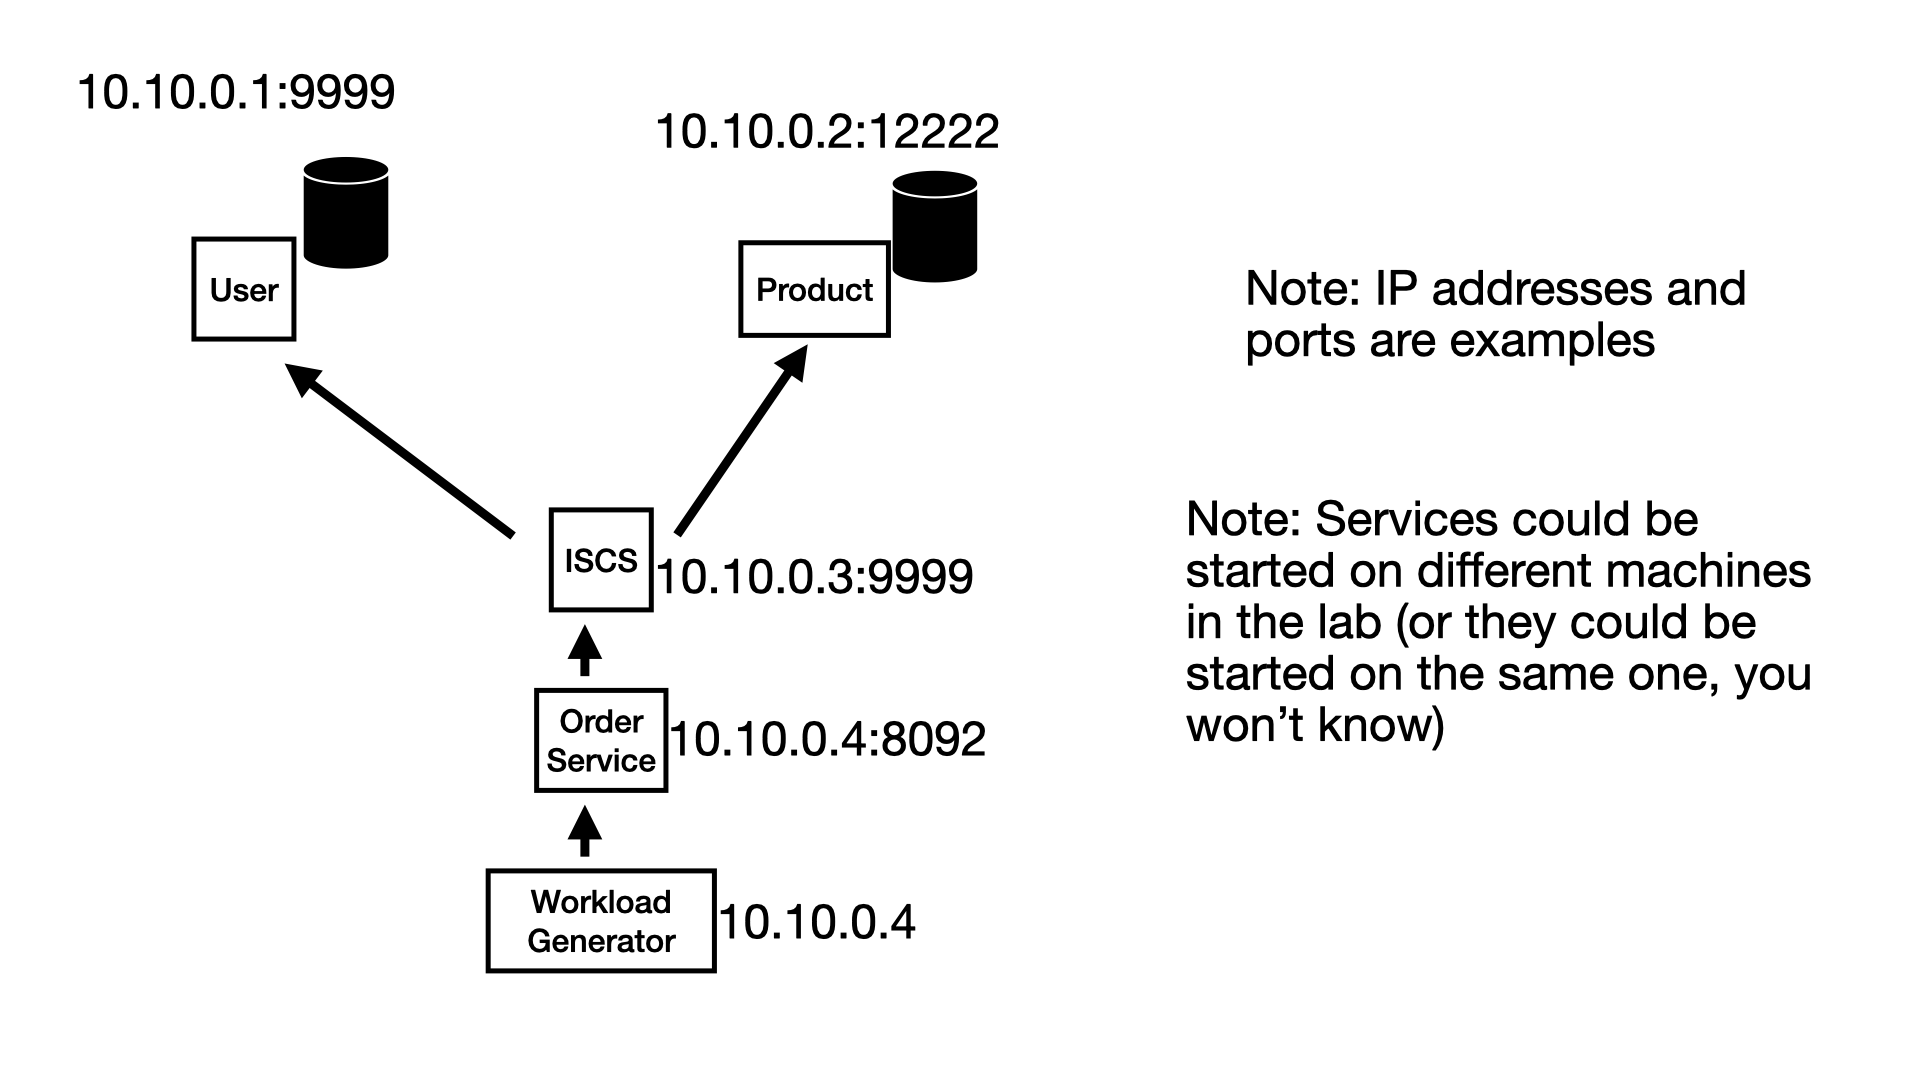 10.10.0.1:9999
10.10.0.2:12222
User
Product
Note: IP addresses and
ports are examples
ISCS
10.10.0.3:9999
Note: Services could be
started on different machines
in the lab (or they could be
started on the same one, you
won’t know)
Order
Service
10.10.0.4:8092
Workload
Generator
10.10.0.4